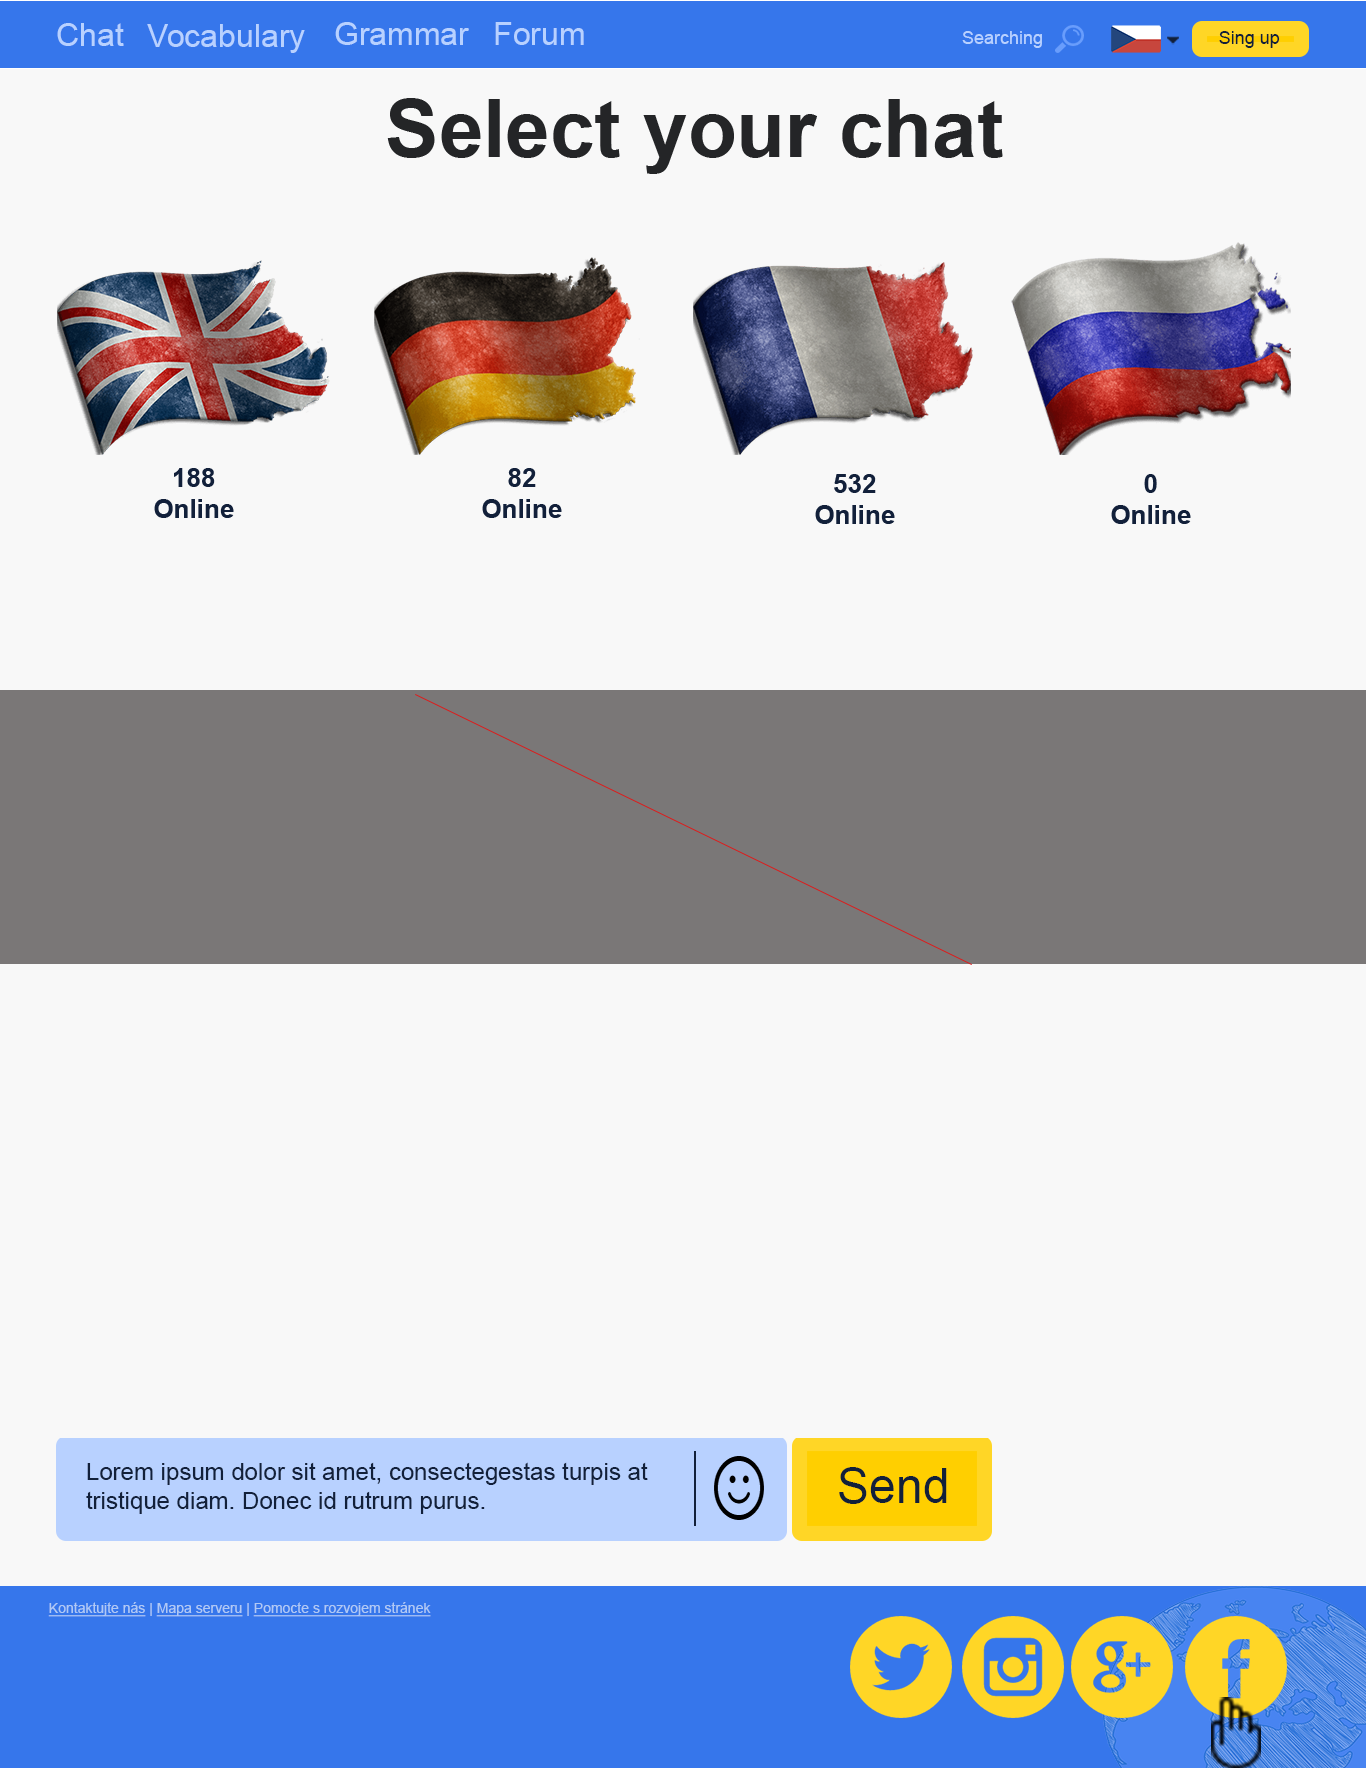 Chat Vocabulary Grammar Forum Searching Sing up
Select your chat
188
Online
82
Online
532
Online
0
Online
Lorem ipsum dolor sit amet, consectegestas turpis at
tristique diam. Donec id rutrum purus.
Send
Kontaktujte nás | Mapa serveru | Pomocte s rozvojem stránek
g+
f